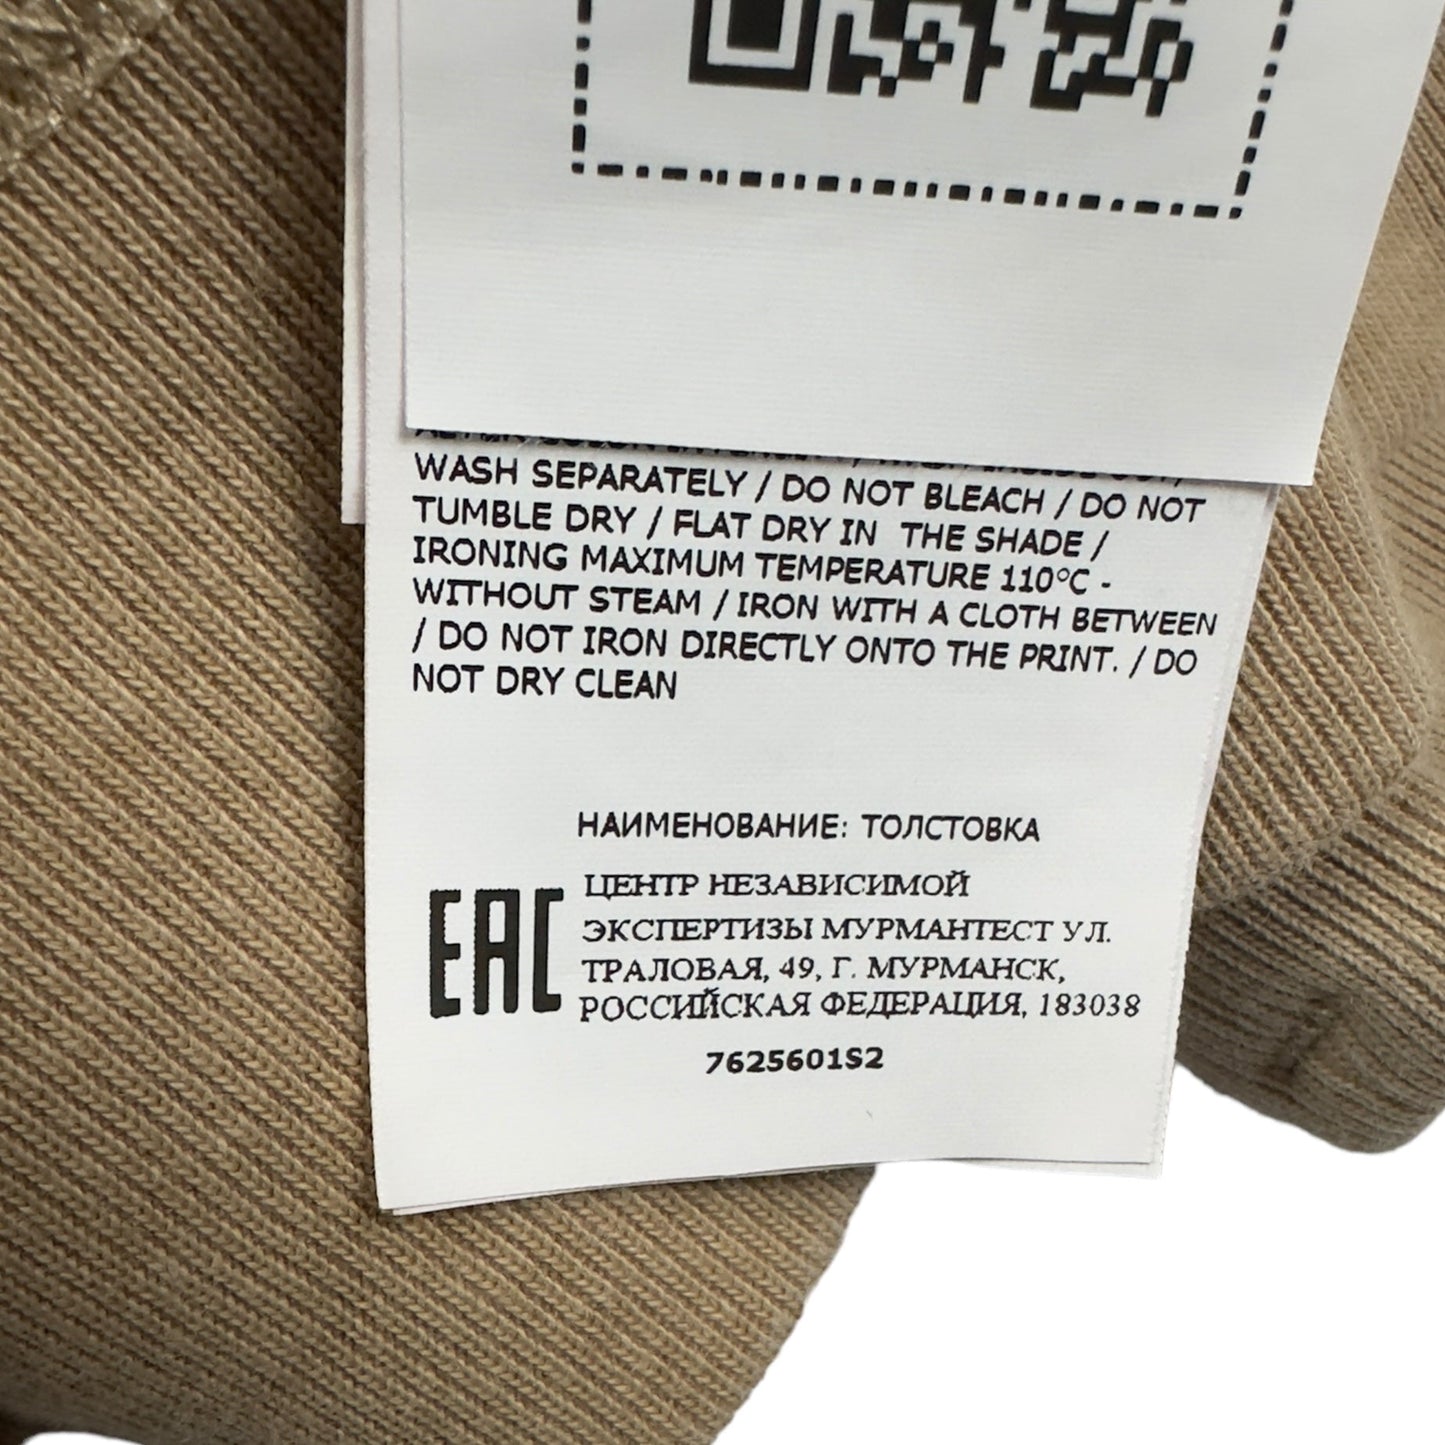 WASH SEPARATELY / DO NOT BLEACH / DO NOT
TUMBLE DRY / FLAT DRY IN THE SHADE /
IRONING MAXIMUM TEMPERATURE 110°C -
WITHOUT STEAM / IRON WITH A CLOTH BETWEEN
/ DO NOT IRON DIRECTLY ONTO THE PRINT. / DO
NOT DRY CLEAN
НАИМЕНОВАНИЕ: ТОЛСТОВКА
EAC
ЦЕНТР НЕЗАВИСИМОЙ
ЭКСПЕРТИЗЫ МУРМАНТЕСТ УЛ.
ТРАЛОВАЯ, 49, Г. МУРМАНСК,
РОССИЙСКАЯ ФЕДЕРАЦИЯ, 183038
7625601S2